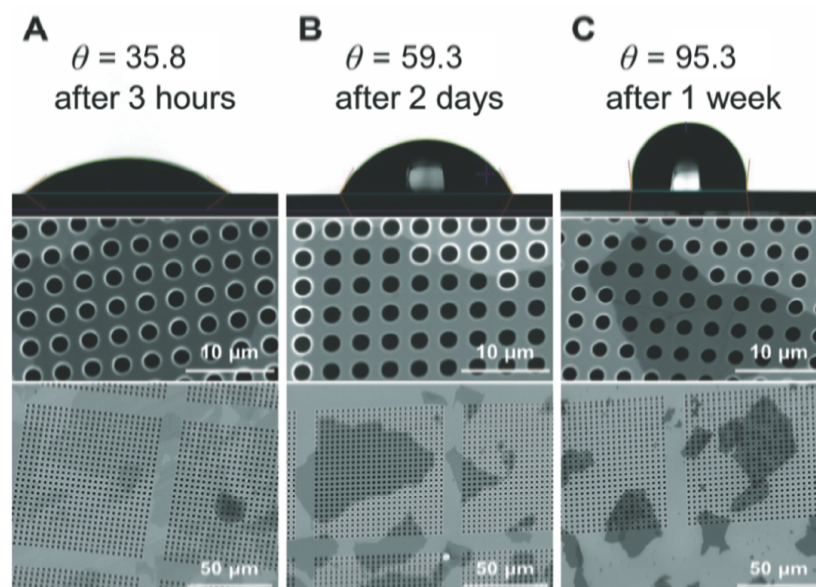 A
θ = 35.8
after 3 hours
B
θ = 59.3
after 2 days
C
θ = 95.3
after 1 week
10 μm
10 μm
10 μm
50 μm
50 μm
50 μm